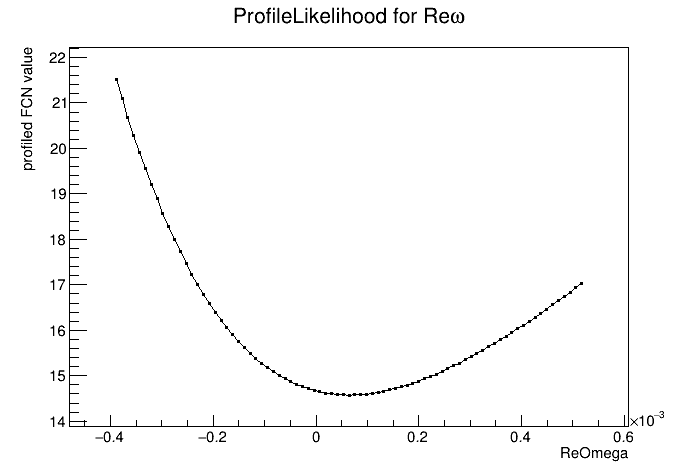 ProfileLikelihood for Reω
profiled FCN value
22
21
20
19
18
17
16
15
14
−0.4 −0.2 0 0.2 0.4 0.6
×10⁻³
ReOmega